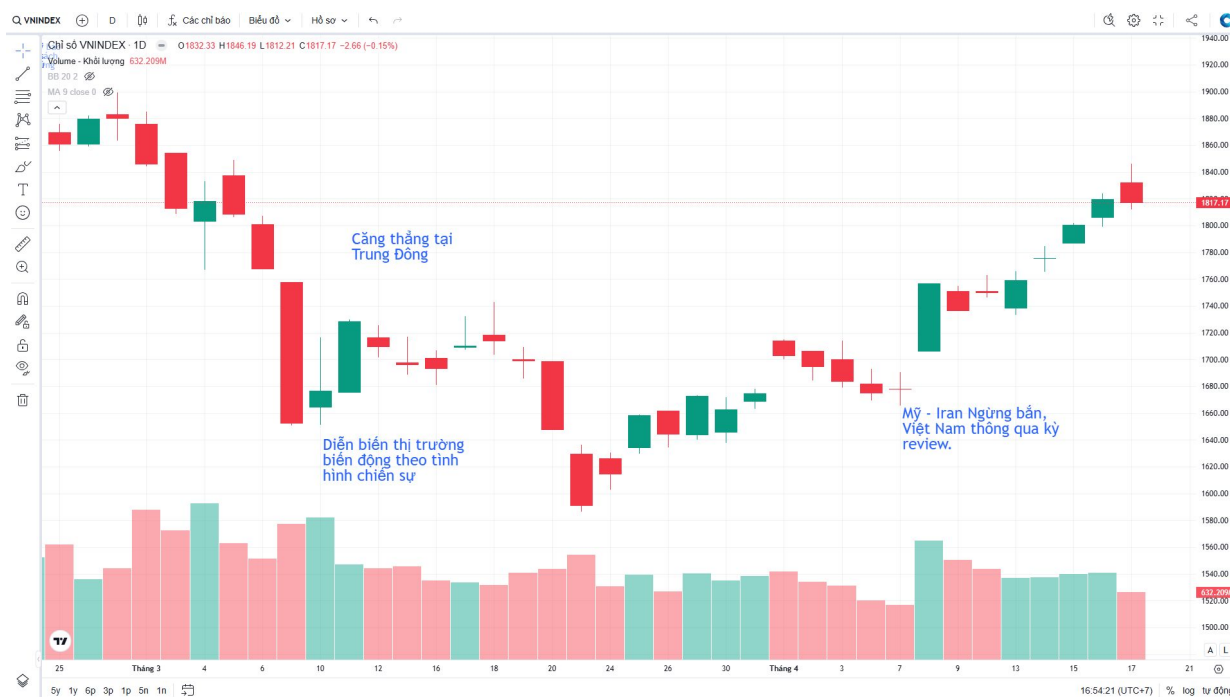 VNINDEX
D
Các chỉ báo
Biểu đồ
Hồ sơ
Chỉ số VNINDEX · 1D
O1832.33 H1846.19 L1812.21 C1817.17 −2.66 (−0.15%)
Volume - Khối lượng 632.209M
BB 20 2
MA 9 close 0
Căng thẳng tại
Trung Đông
Diễn biến thị trường
biến động theo tình
hình chiến sự
Mỹ - Iran Ngừng bắn,
Việt Nam thông qua kỳ
review.
1940.00
1920.00
1900.00
1880.00
1860.00
1840.00
1817.17
1800.00
1780.00
1760.00
1740.00
1720.00
1700.00
1680.00
1660.00
1640.00
1620.00
1600.00
1580.00
1560.00
1540.00
632.209
1520.00
1500.00
A L
25 Tháng 3 4 6 10 12 16 18 20 24 26 30 Tháng 4 3 7 9 13 15 17 21
5y 1y 6p 3p 1p 5n 1n
16:54:21 (UTC+7) % log tự động